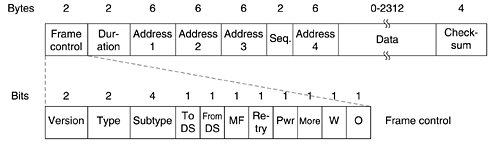 Bytes 2 2 6 6 6 2 6 0-2312 4
Frame control Dur- ation Address 1 Address 2 Address 3 Seq. Address 4 Data Check- sum
Bits 2 2 4 1 1 1 1 1 1 1 1
Version Type Subtype To DS From DS MF Re- try Pwr More W O Frame control